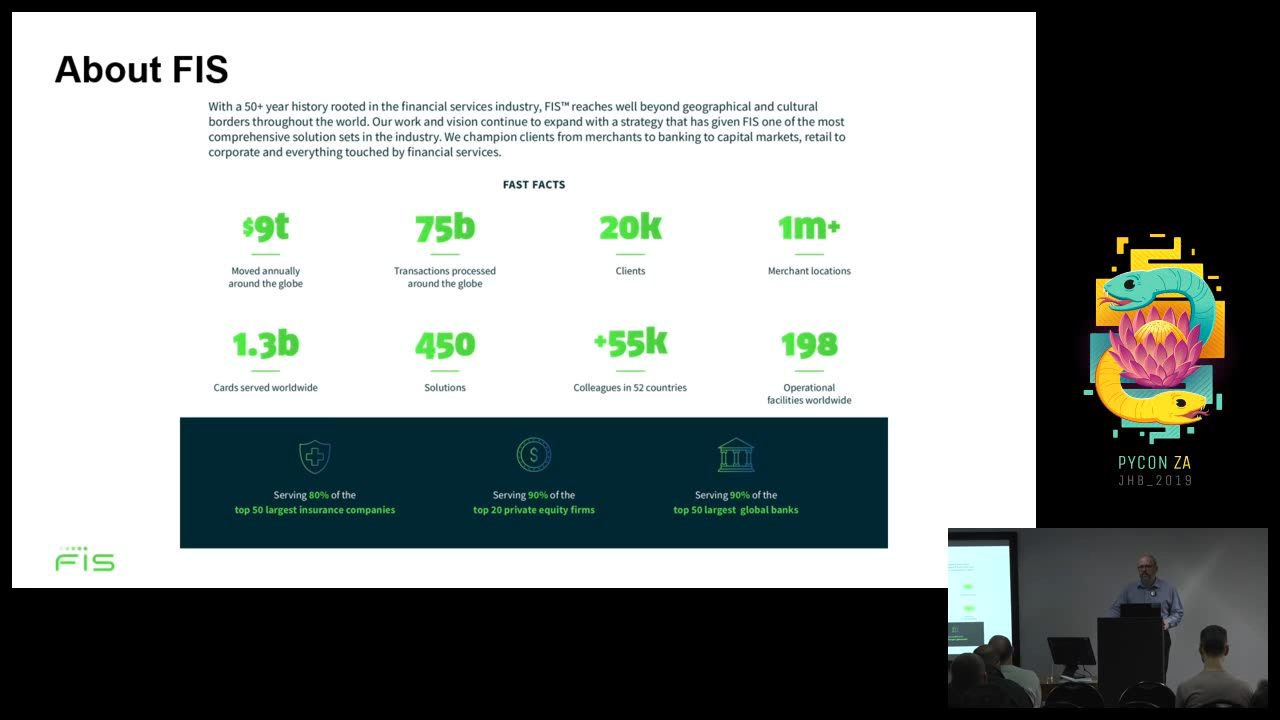 About FIS
With a 50+ year history rooted in the financial services industry, FIS™ reaches well beyond geographical and cultural
borders throughout the world. Our work and vision continue to expand with a strategy that has given FIS one of the most
comprehensive solution sets in the industry. We champion clients from merchants to banking to capital markets, retail to
corporate and everything touched by financial services.
FAST FACTS
$9t
Moved annually
around the globe
75b
Transactions processed
around the globe
20k
Clients
1m+
Merchant locations
1.3b
Cards served worldwide
450
Solutions
+55k
Colleagues in 52 countries
198
Operational
facilities worldwide
$
Serving 80% of the
top 50 largest insurance companies
Serving 90% of the
top 20 private equity firms
Serving 90% of the
top 50 largest global banks
FIS
PYCON ZA
JHB_2019